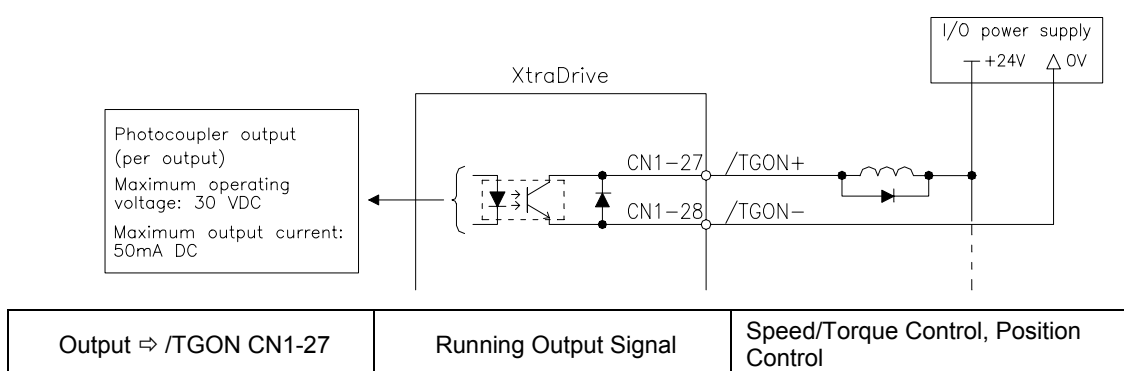 I/O power supply
+24V 0V
XtraDrive
Photocoupler output
(per output)
Maximum operating
voltage: 30 VDC
Maximum output current:
50mA DC
CN1-27 /TGON+
CN1-28 /TGON-
Output ⇨ /TGON CN1-27
Running Output Signal
Speed/Torque Control, Position
Control